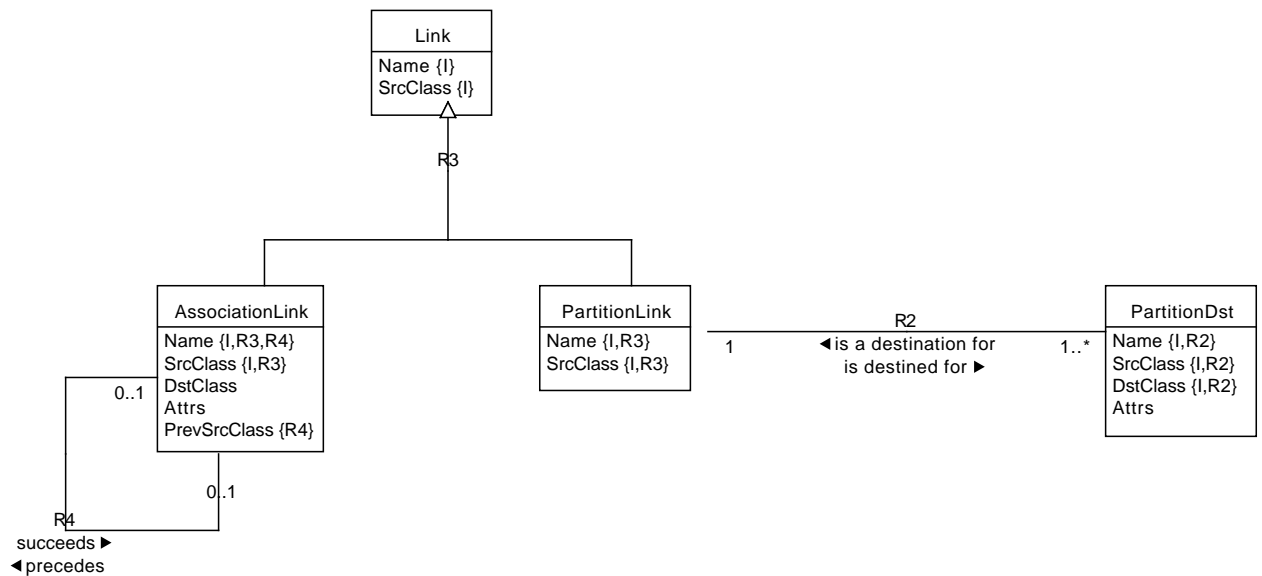 Link
Name {I}
SrcClass {I}
R3
AssociationLink
Name {I,R3,R4}
SrcClass {I,R3}
DstClass
Attrs
PrevSrcClass {R4}
0..1
0..1
R4
succeeds ▶
◀ precedes
PartitionLink
Name {I,R3}
SrcClass {I,R3}
R2
1
◀ is a destination for
is destined for ▶
1..*
PartitionDst
Name {I,R2}
SrcClass {I,R2}
DstClass {I,R2}
Attrs